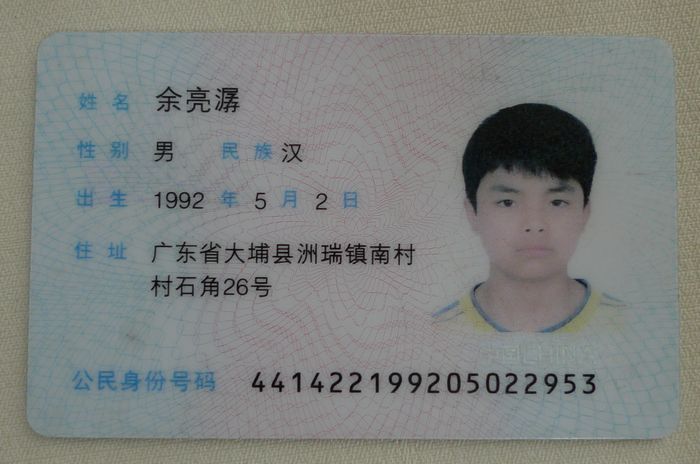 姓名 余亮潺
性别 男 民族 汉
出生 1992 年 5 月 2 日
住址 广东省大埔县洲瑞镇南村
村石角26号
公民身份号码 441422199205022953